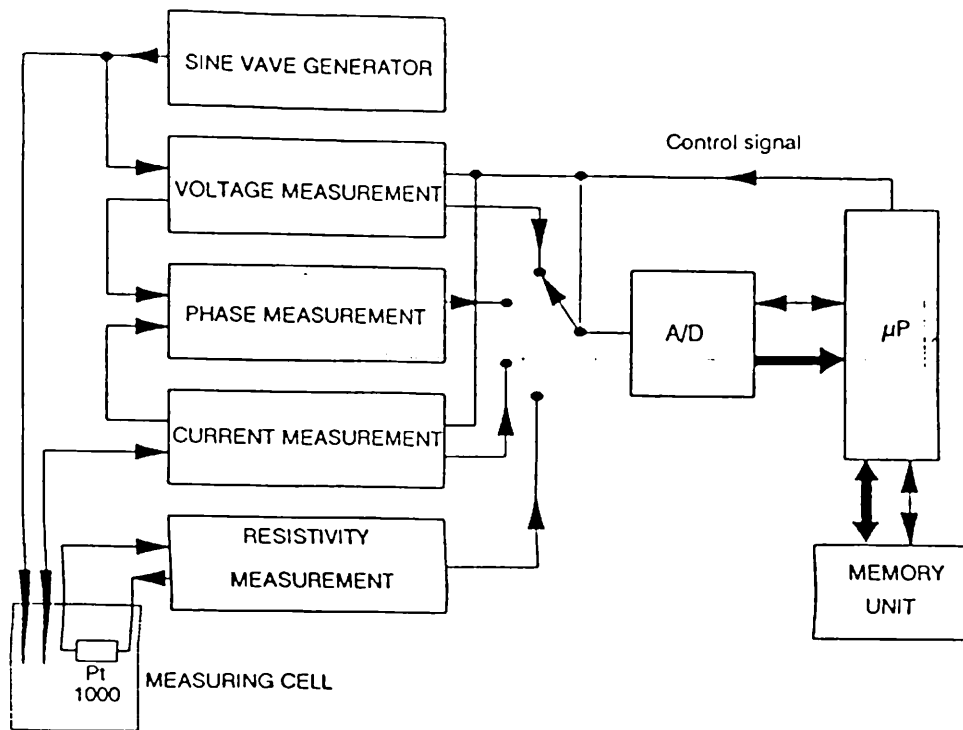 SINE VAVE GENERATOR
Control signal
VOLTAGE MEASUREMENT
PHASE MEASUREMENT
A/D
µP
CURRENT MEASUREMENT
RESISTIVITY
MEASUREMENT
MEMORY
UNIT
Pt
1000
MEASURING CELL